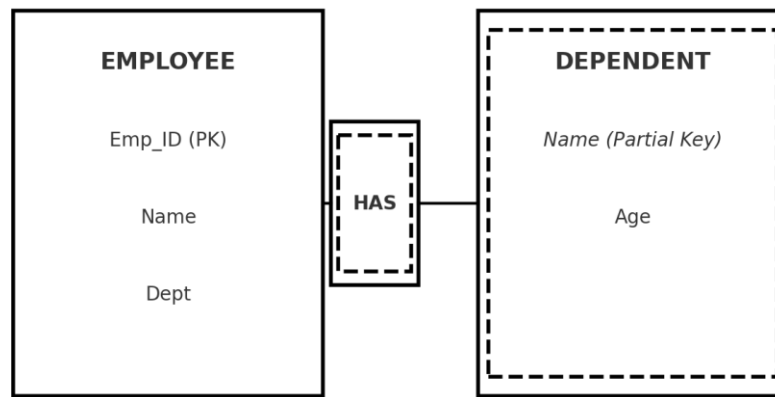 EMPLOYEE
Emp_ID (PK)
Name
Dept
HAS
DEPENDENT
Name (Partial Key)
Age